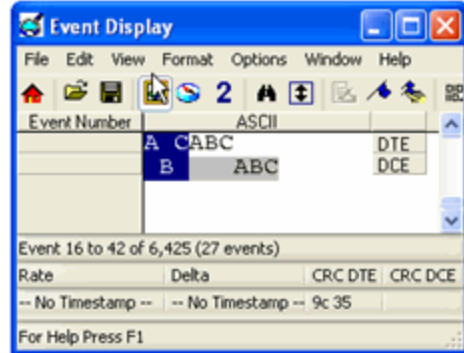 Event Display
File Edit View Format Options Window Help
2
Event Number ASCII
A CABC DTE
B ABC DCE
Event 16 to 42 of 6,425 (27 events)
Rate Delta CRC DTE CRC DCE
-- No Timestamp -- -- No Timestamp -- 9c 35
For Help Press F1